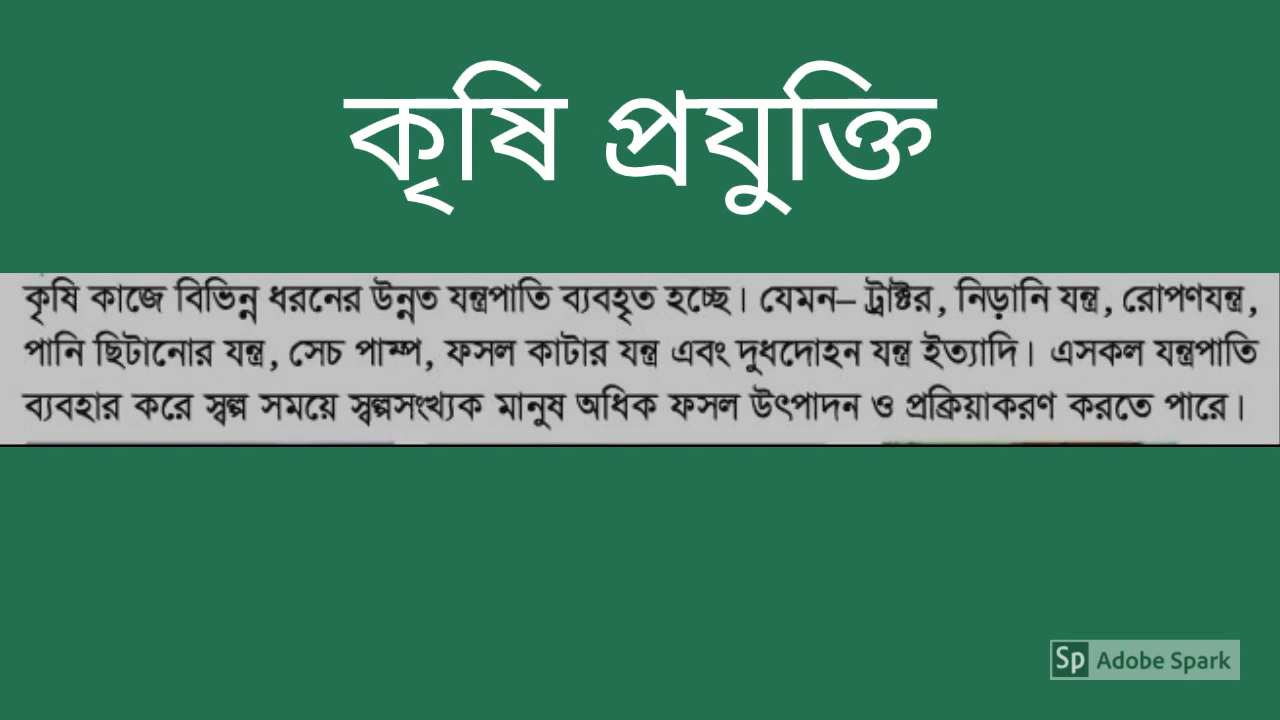 কৃষি প্রযুক্তি
কৃষি কাজে বিভিন্ন ধরনের উন্নত যন্ত্রপাতি ব্যবহৃত হচ্ছে। যেমন– ট্রাক্টর, নিড়ানি যন্ত্র, রোপণযন্ত্র,
পানি ছিটানোর যন্ত্র, সেচ পাম্প, ফসল কাটার যন্ত্র এবং দুধদোহন যন্ত্র ইত্যাদি। এসকল যন্ত্রপাতি
ব্যবহার করে স্বল্প সময়ে স্বল্পসংখ্যক মানুষ অধিক ফসল উৎপাদন ও প্রক্রিয়াকরণ করতে পারে।
Sp Adobe Spark